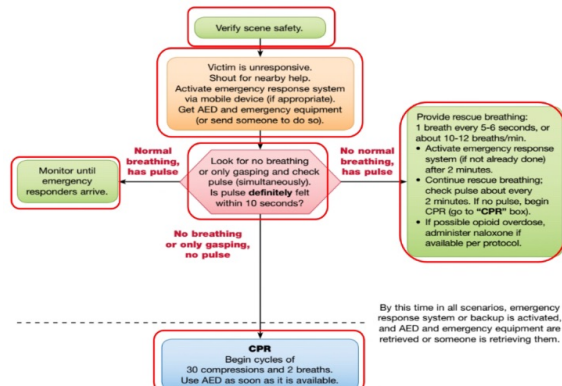 Verify scene safety.
Victim is unresponsive.
Shout for nearby help.
Activate emergency response system
via mobile device (if appropriate).
Get AED and emergency equipment
(or send someone to do so).
Normal
breathing,
has pulse
Monitor until
emergency
responders arrive.
Look for no breathing
or only gasping and check
pulse (simultaneously).
Is pulse definitely felt
within 10 seconds?
No normal
breathing,
has pulse
Provide rescue breathing:
1 breath every 5-6 seconds, or
about 10-12 breaths/min.
• Activate emergency response
system (if not already done)
after 2 minutes.
• Continue rescue breathing;
check pulse about every
2 minutes. If no pulse, begin
CPR (go to “CPR” box).
• If possible opioid overdose,
administer naloxone if
available per protocol.
No breathing
or only gasping,
no pulse
By this time in all scenarios, emergency
response system or backup is activated,
and AED and emergency equipment are
retrieved or someone is retrieving them.
CPR
Begin cycles of
30 compressions and 2 breaths.
Use AED as soon as it is available.